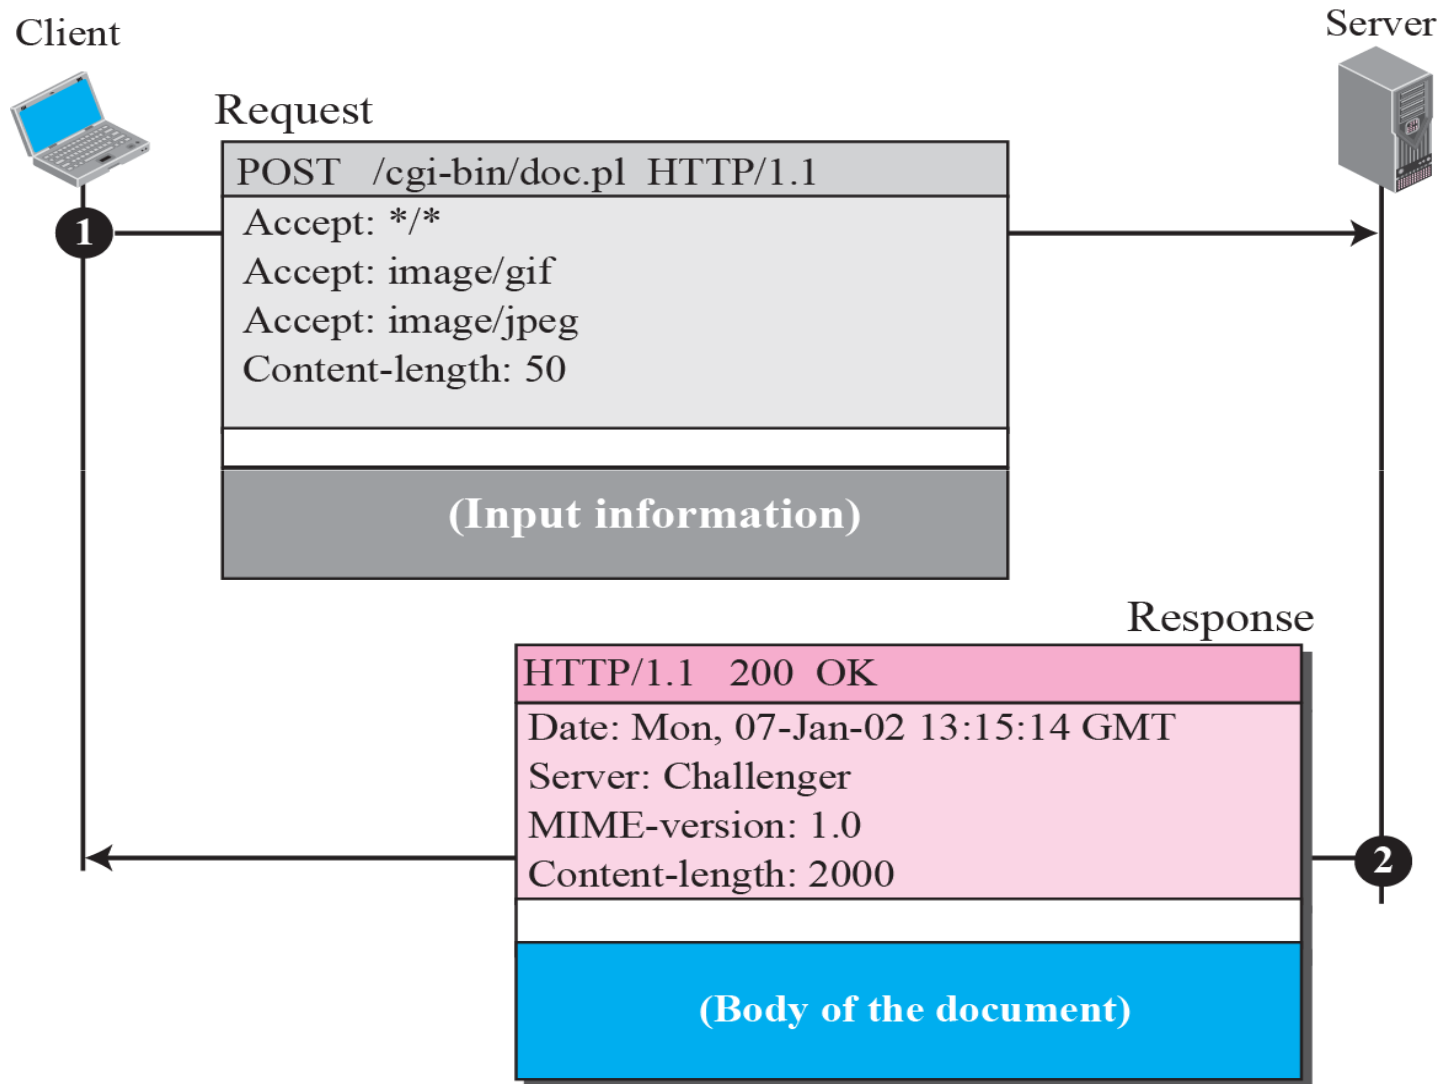 Client
Server
Request
POST /cgi-bin/doc.pl HTTP/1.1
1
Accept: */*
Accept: image/gif
Accept: image/jpeg
Content-length: 50
(Input information)
Response
HTTP/1.1 200 OK
Date: Mon, 07-Jan-02 13:15:14 GMT
Server: Challenger
MIME-version: 1.0
Content-length: 2000
2
(Body of the document)